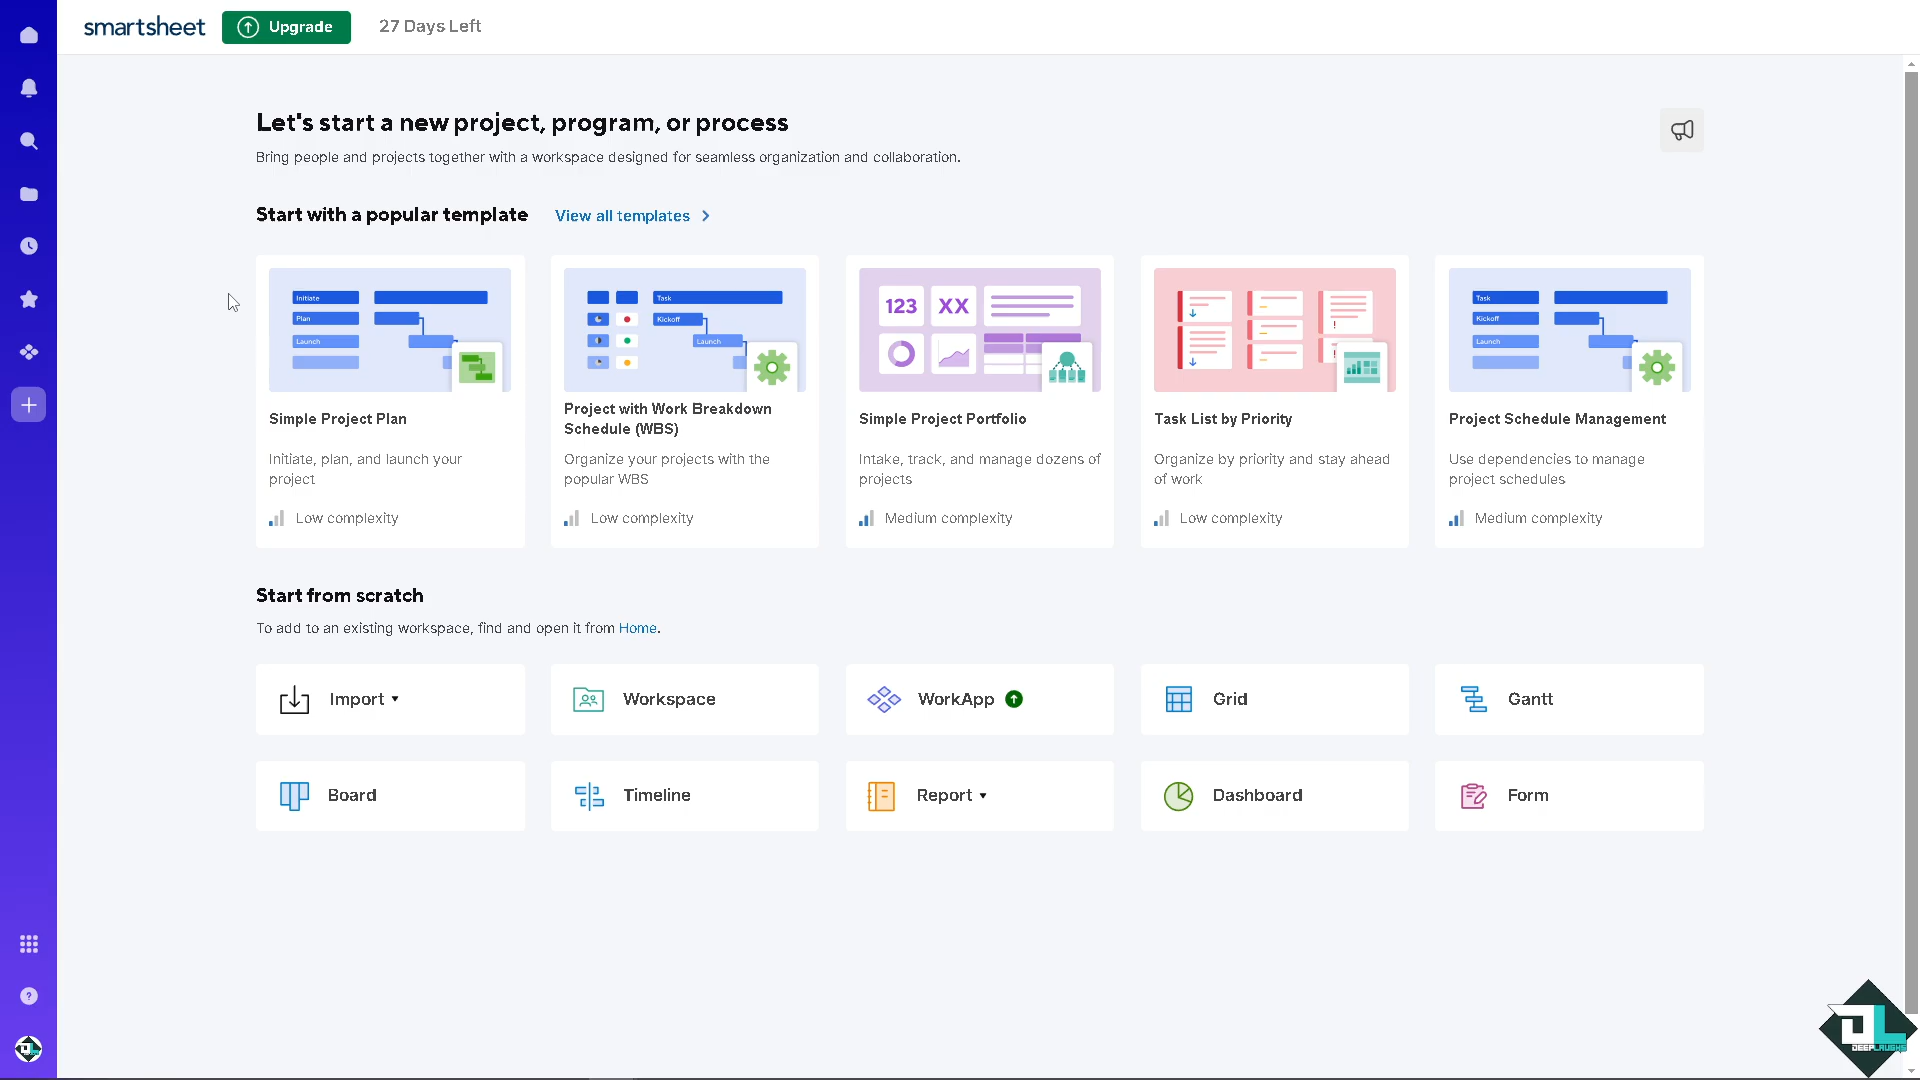 smartsheet
Upgrade
27 Days Left
Let's start a new project, program, or process
Bring people and projects together with a workspace designed for seamless organization and collaboration.
Start with a popular template
View all templates
Initiate
Plan
Launch
Task
Kickoff
Launch
123
XX
Task
Kickoff
Launch
Simple Project Plan
Project with Work Breakdown
Schedule (WBS)
Simple Project Portfolio
Task List by Priority
Project Schedule Management
Initiate, plan, and launch your
project
Organize your projects with the
popular WBS
Intake, track, and manage dozens of
projects
Organize by priority and stay ahead
of work
Use dependencies to manage
project schedules
Low complexity
Low complexity
Medium complexity
Low complexity
Medium complexity
Start from scratch
To add to an existing workspace, find and open it from Home.
Import
Workspace
WorkApp
Grid
Gantt
Board
Timeline
Report
Dashboard
Form
DL
DEEPLAUGHS